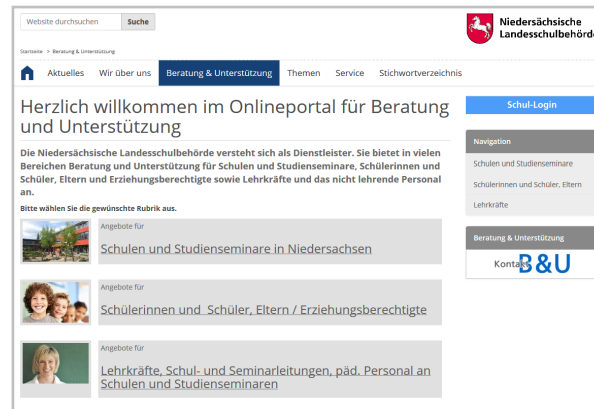 Website durchsuchen
Suche
Niedersächsische
Landesschulbehörde
Startseite > Beratung & Unterstützung
Aktuelles Wir über uns Beratung & Unterstützung Themen Service Stichwortverzeichnis
Herzlich willkommen im Onlineportal für Beratung
und Unterstützung
Die Niedersächsische Landesschulbehörde versteht sich als Dienstleister. Sie bietet in vielen
Bereichen Beratung und Unterstützung für Schulen und Studienseminare, Schülerinnen und
Schüler, Eltern und Erziehungsberechtigte sowie Lehrkräfte und das nicht lehrende Personal
an.
Bitte wählen Sie die gewünschte Rubrik aus.
Angebote für
Schulen und Studienseminare in Niedersachsen
Angebote für
Schülerinnen und Schüler, Eltern / Erziehungsberechtigte
Angebote für
Lehrkräfte, Schul- und Seminarleitungen, päd. Personal an
Schulen und Studienseminaren
Schul-Login
Navigation
Schulen und Studienseminare
Schülerinnen und Schüler, Eltern
Lehrkräfte
Beratung & Unterstützung
Kontakt B&U